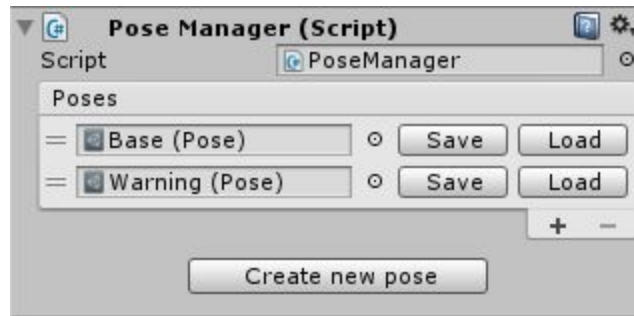 Pose Manager (Script)
Script PoseManager
Poses
Base (Pose) Save Load
Warning (Pose) Save Load
+ −
Create new pose